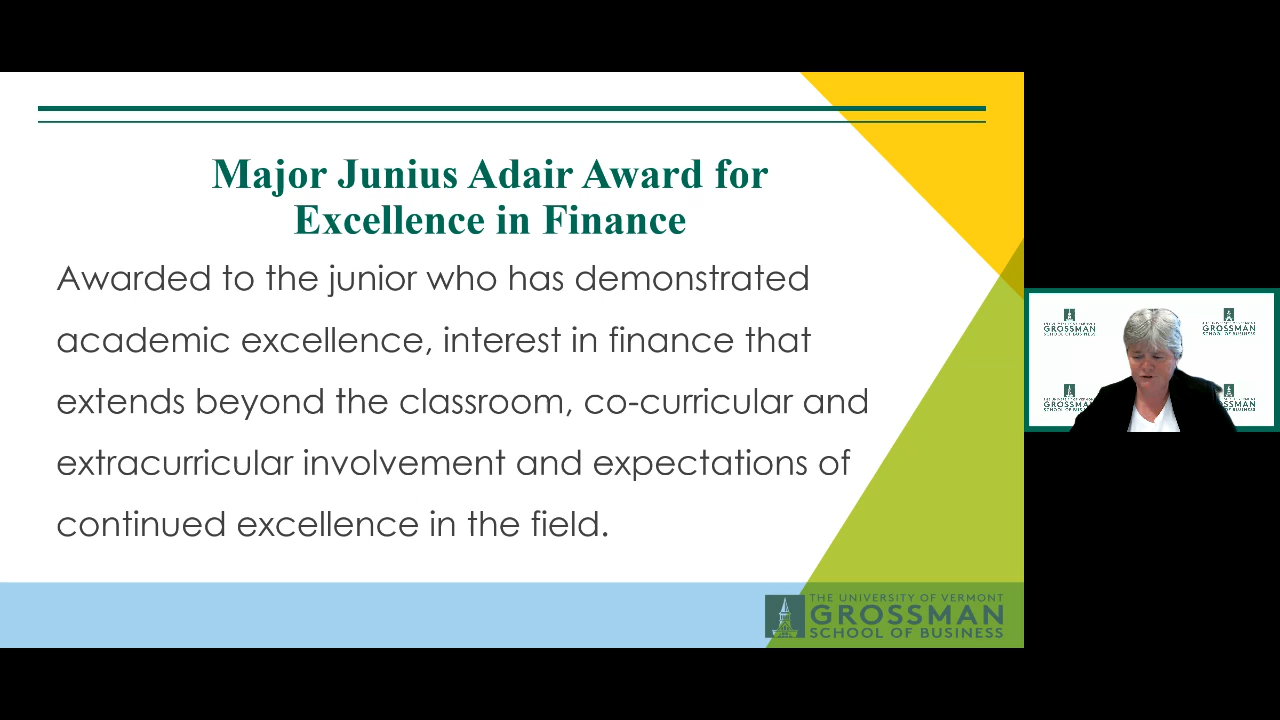 Major Junius Adair Award for
Excellence in Finance
Awarded to the junior who has demonstrated
academic excellence, interest in finance that
extends beyond the classroom, co-curricular and
extracurricular involvement and expectations of
continued excellence in the field.
THE UNIVERSITY OF VERMONT
GROSSMAN
SCHOOL OF BUSINESS
GROSSMAN
SCHOOL OF BUSINESS
GROSSMAN
SCHOOL OF BUSINESS